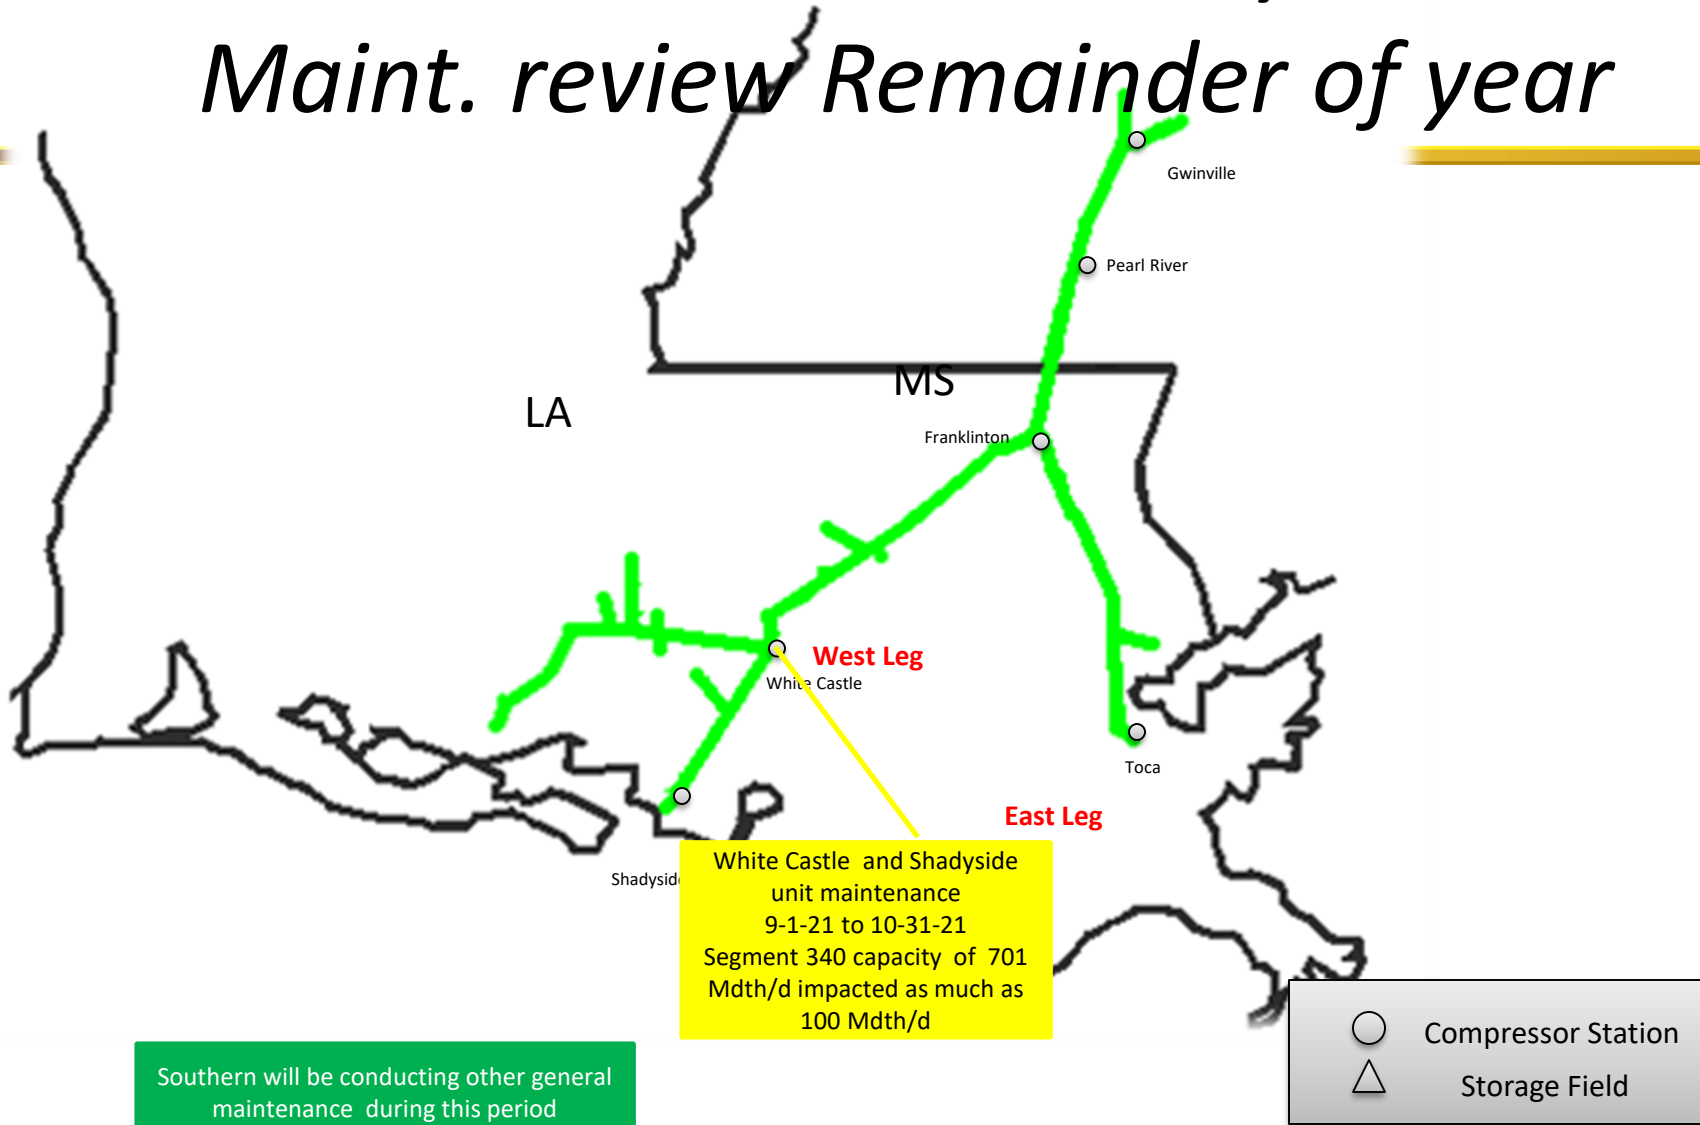 Maint. review Remainder of year
Gwinville
Pearl River
MS
LA
Franklinton
West Leg
White Castle
Toca
East Leg
White Castle and Shadyside
unit maintenance
9-1-21 to 10-31-21
Segment 340 capacity of 701
Mdth/d impacted as much as
100 Mdth/d
Compressor Station
Storage Field
Southern will be conducting other general
maintenance during this period